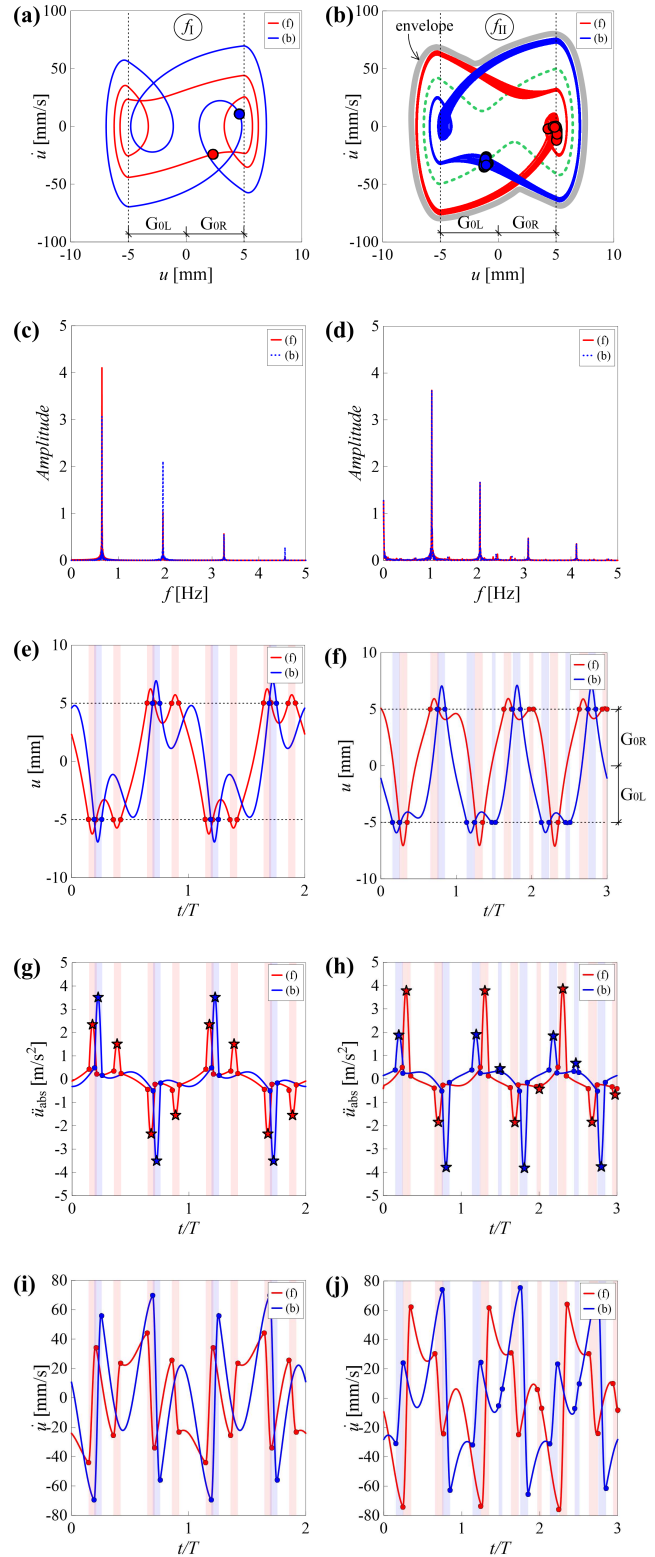 (a)
f_I
(f)
(b)
100
50
0
-50
-100
u̇ [mm/s]
G0L
G0R
-10
-5
0
5
10
u [mm]
(b)
envelope
f_II
(f)
(b)
100
50
0
-50
-100
u̇ [mm/s]
G0L
G0R
-10
-5
0
5
10
u [mm]
(c)
(f)
(b)
5
4
3
2
1
0
Amplitude
0
1
2
3
4
5
f [Hz]
(d)
(f)
(b)
5
4
3
2
1
0
Amplitude
0
1
2
3
4
5
f [Hz]
(e)
(f)
(b)
10
5
0
-5
-10
u [mm]
0
1
2
t/T
(f)
(f)
(b)
10
5
0
-5
-10
u [mm]
G0R
G0L
0
1
2
3
t/T
(g)
(f)
(b)
5
4
3
2
1
0
-1
-2
-3
-4
-5
ü_abs [m/s²]
0
1
2
t/T
(h)
(f)
(b)
5
4
3
2
1
0
-1
-2
-3
-4
-5
ü_abs [m/s²]
0
1
2
3
t/T
(i)
(f)
(b)
80
60
40
20
0
-20
-40
-60
-80
u̇ [mm/s]
0
1
2
t/T
(j)
(f)
(b)
80
60
40
20
0
-20
-40
-60
-80
u̇ [mm/s]
0
1
2
3
t/T